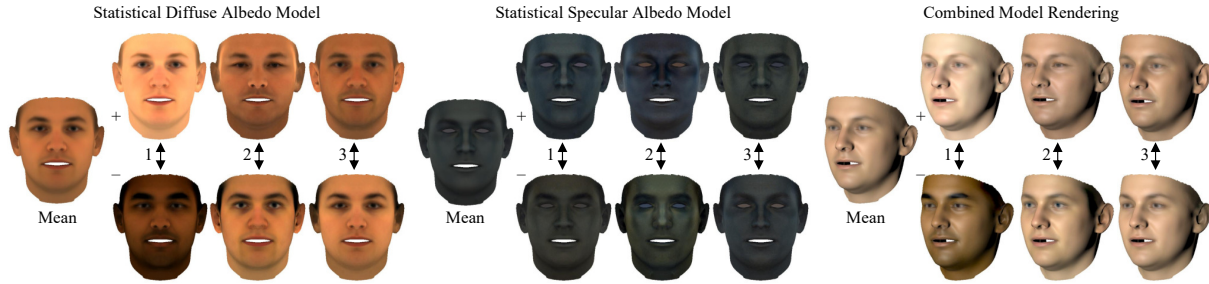 Statistical Diffuse Albedo Model
Statistical Specular Albedo Model
Combined Model Rendering
+
+
+
1
2
3
1
2
3
1
2
3
−
−
−
Mean
Mean
Mean